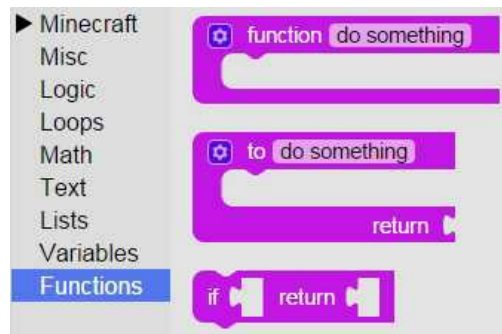 Minecraft
Misc
Logic
Loops
Math
Text
Lists
Variables
Functions
function do something
to do something
return
if return